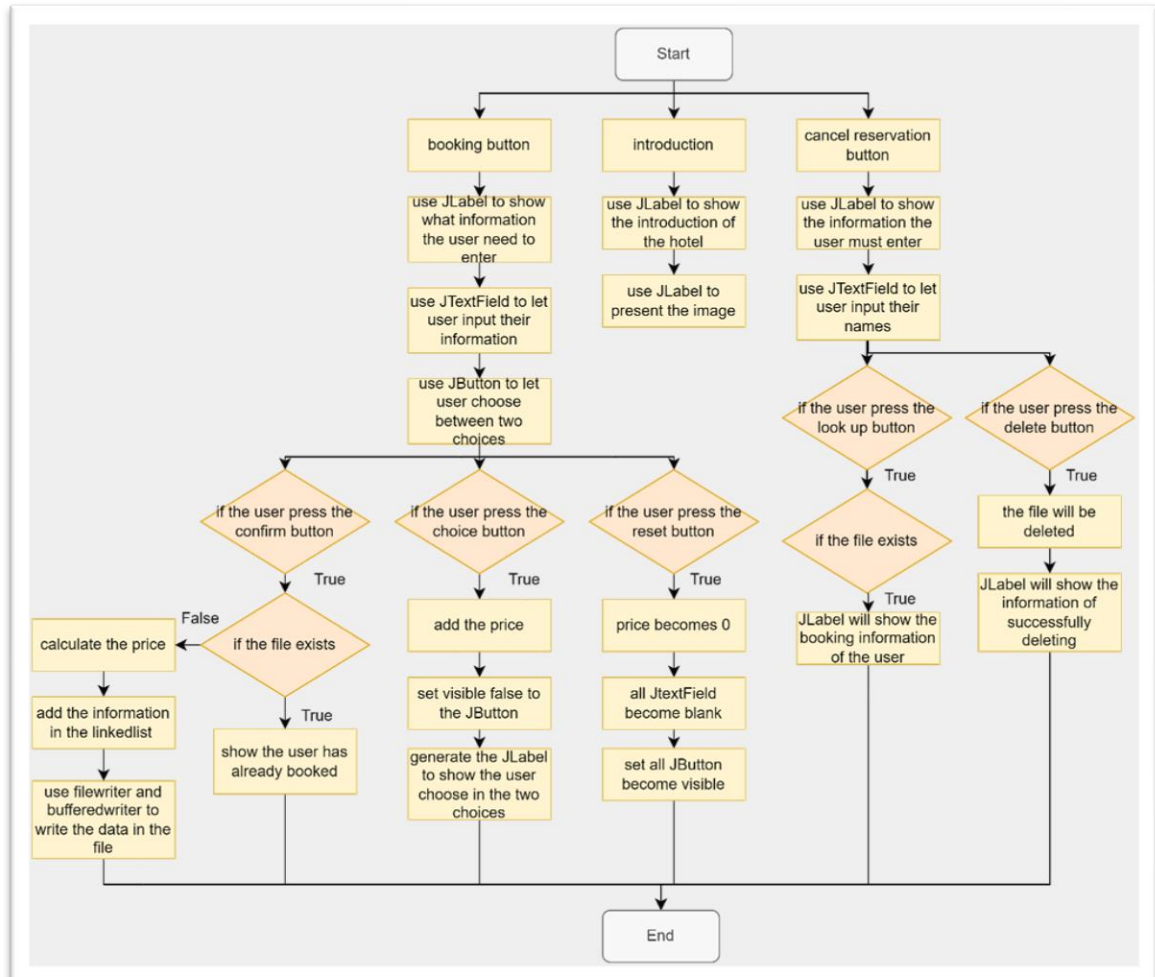 Start
booking button
introduction
cancel reservation
button
use JLabel to show
what information
the user need to
enter
use JLabel to show
the introduction of
the hotel
use JLabel to show
the information the
user must enter
use JTextField to let
user input their
information
use JLabel to
present the image
use JTextField to let
user input their
names
use JButton to let
user choose
between two
choices
if the user press the
look up button
if the user press the
delete button
True
True
if the user press the
confirm button
if the user press the
choice button
if the user press the
reset button
if the file exists
the file will be
deleted
True
True
True
True
False
calculate the price
if the file exists
add the price
price becomes 0
JLabel will show the
booking information
of the user
JLabel will show the
information of
successfully
deleting
add the information
in the linkedlist
True
show the user has
already booked
set visible false to
the JButton
all JtextField
become blank
use filewriter and
bufferedwriter to
write the data in the
file
generate the JLabel
to show the user
choose in the two
choices
set all JButton
become visible
End